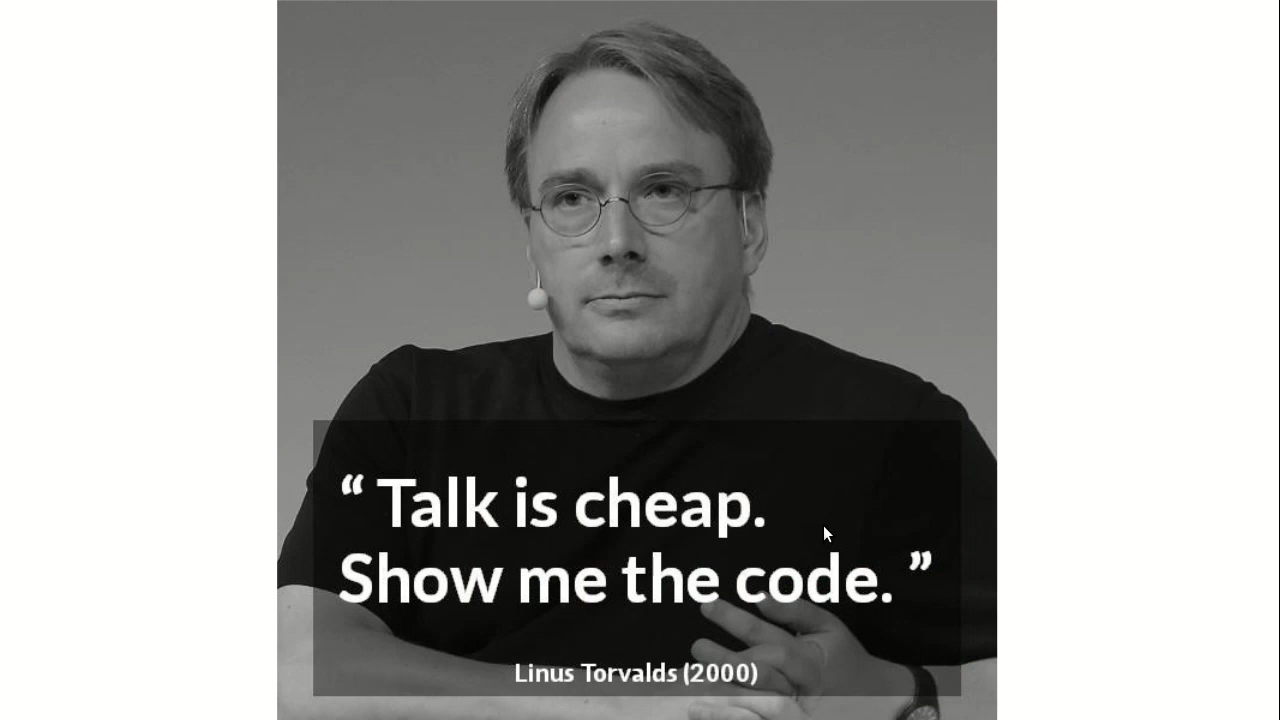 “ Talk is cheap.
Show me the code. ”
Linus Torvalds (2000)